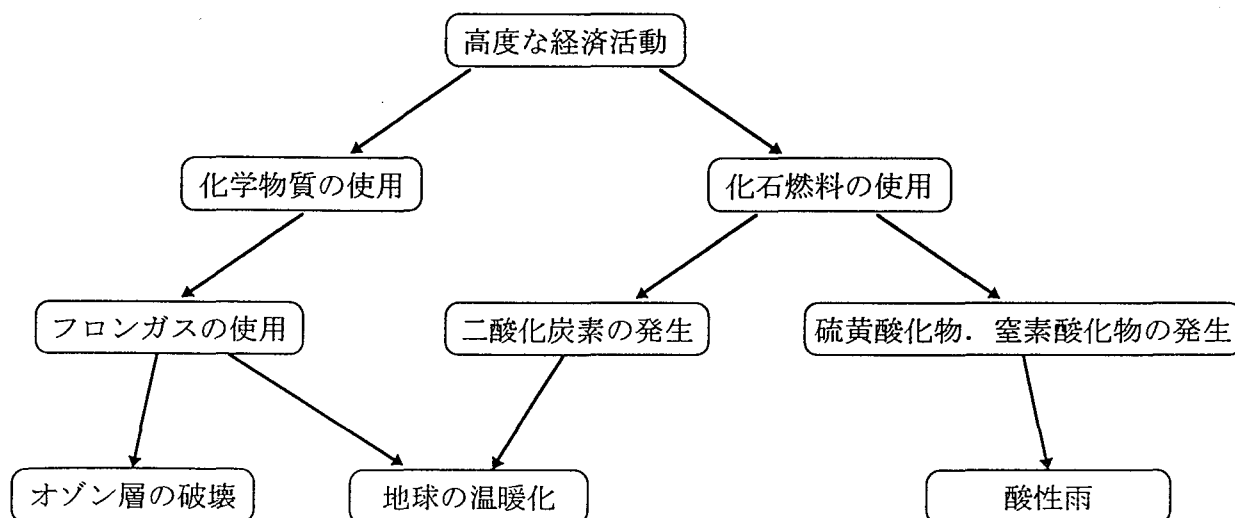 高度な経済活動
化学物質の使用
化石燃料の使用
フロンガスの使用
二酸化炭素の発生
硫黄酸化物．窒素酸化物の発生
オゾン層の破壊
地球の温暖化
酸性雨